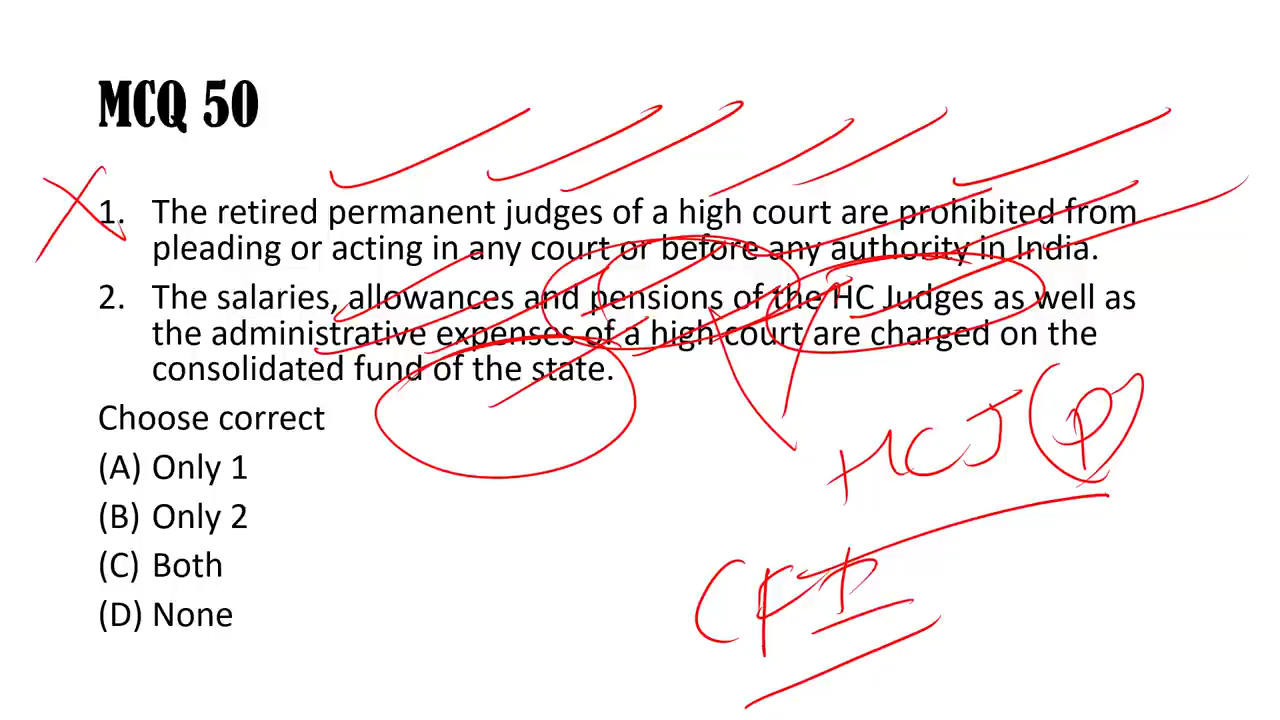 MCQ 50
1. The retired permanent judges of a high court are prohibited from
pleading or acting in any court or before any authority in India.
2. The salaries, allowances and pensions of the HC Judges as well as
the administrative expenses of a high court are charged on the
consolidated fund of the state.
Choose correct
(A) Only 1
(B) Only 2
(C) Both
(D) None
HCJ (P)
CFI